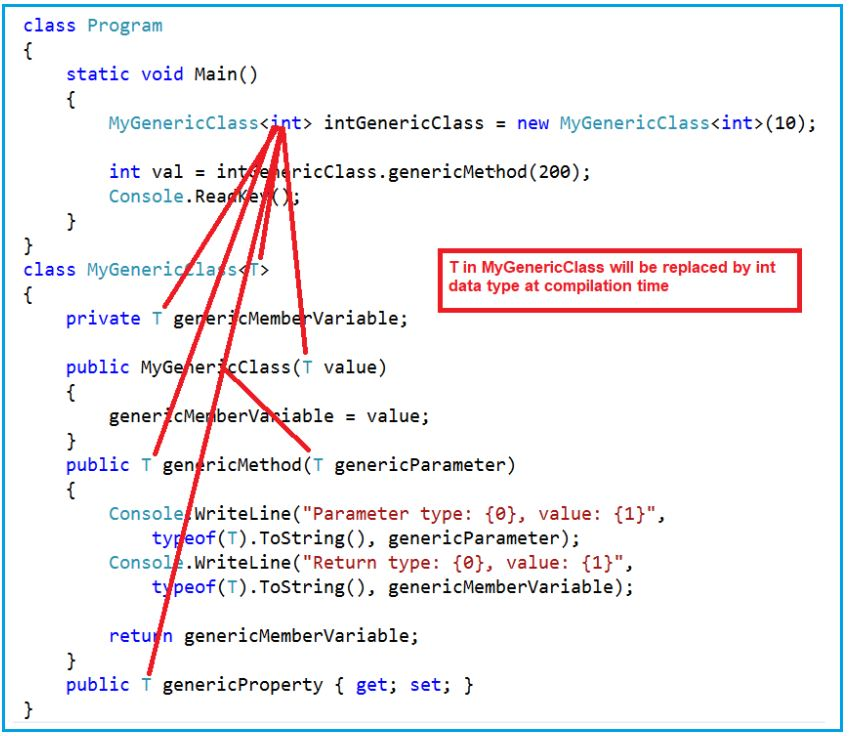 class Program
{
    static void Main()
    {
        MyGenericClass<int> intGenericClass = new MyGenericClass<int>(10);

        int val = intGenericClass.genericMethod(200);
        Console.ReadKey();
    }
}
class MyGenericClass<T>
{
    private T genericMemberVariable;

    public MyGenericClass(T value)
    {
        genericMemberVariable = value;
    }
    public T genericMethod(T genericParameter)
    {
        Console.WriteLine("Parameter type: {0}, value: {1}",
            typeof(T).ToString(), genericParameter);
        Console.WriteLine("Return type: {0}, value: {1}",
            typeof(T).ToString(), genericMemberVariable);

        return genericMemberVariable;
    }
    public T genericProperty { get; set; }
}
T in MyGenericClass will be replaced by int
data type at compilation time